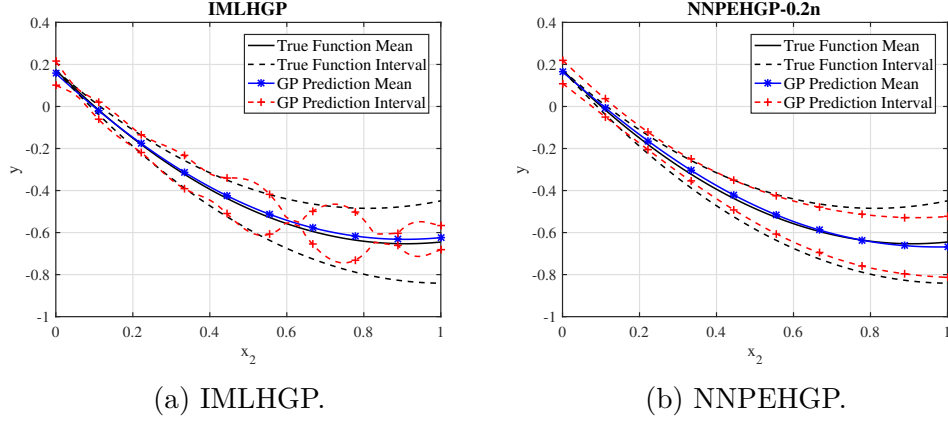 IMLHGP
0.4
0.2
0
-0.2
-0.4
-0.6
-0.8
-1
y
0
0.2
0.4
0.6
0.8
1
x_2
True Function Mean
True Function Interval
GP Prediction Mean
GP Prediction Interval
(a) IMLHGP.
NNPEHGP-0.2n
0.4
0.2
0
-0.2
-0.4
-0.6
-0.8
-1
y
0
0.2
0.4
0.6
0.8
1
x_2
True Function Mean
True Function Interval
GP Prediction Mean
GP Prediction Interval
(b) NNPEHGP.